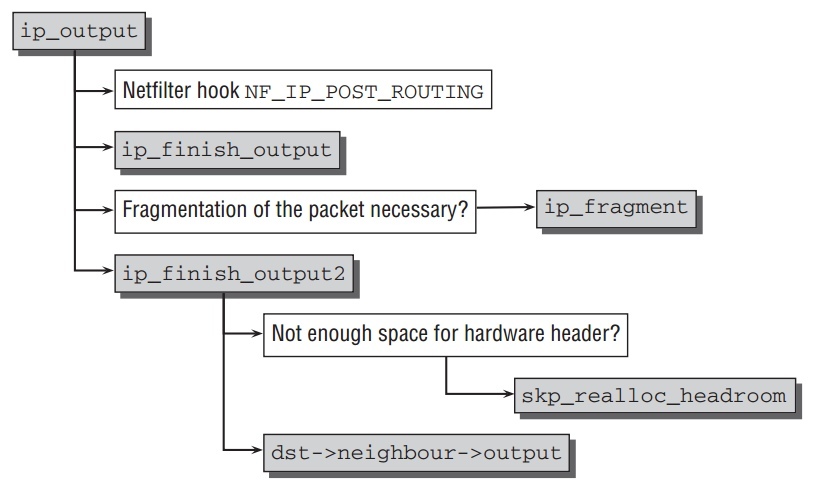 ip_output
Netfilter hook NF_IP_POST_ROUTING
ip_finish_output
Fragmentation of the packet necessary?
ip_fragment
ip_finish_output2
Not enough space for hardware header?
skp_realloc_headroom
dst->neighbour->output